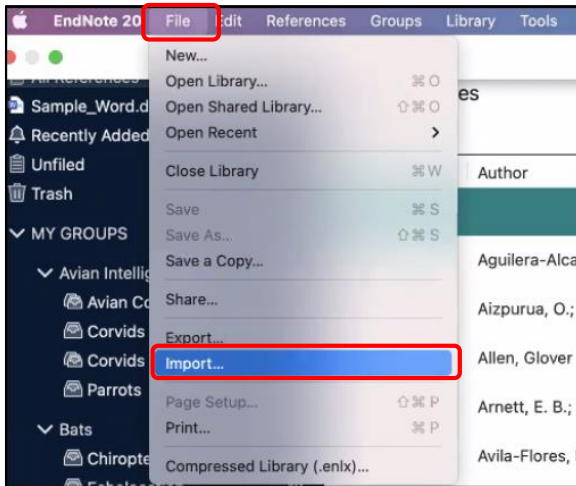 EndNote 20 File Edit References Groups Library Tools
New...
Open Library... ⌘ O
Open Shared Library... ⇧ ⌘ O
Open Recent >
Close Library ⌘ W
Save ⌘ S
Save As... ⇧ ⌘ S
Save a Copy...
Share...
Export...
Import...
Page Setup... ⇧ ⌘ P
Print... ⌘ P
Compressed Library (.enlx)...
All References
Sample_Word.d
Recently Added
Unfiled
Trash
MY GROUPS
Avian Intellig
Avian Co
Corvids
Corvids
Parrots
Bats
Chiropte
es
Author
Aguilera-Alca
Aizpurua, O.;
Allen, Glover
Arnett, E. B.;
Avila-Flores,